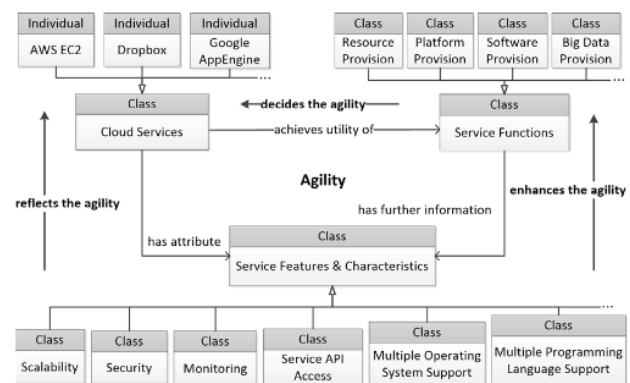 Individual
AWS EC2
Individual
Dropbox
Individual
Google
AppEngine
...
Class
Resource
Provision
Class
Platform
Provision
Class
Software
Provision
Class
Big Data
Provision
...
Class
Cloud Services
decides the agility
achieves utility of
Class
Service Functions
Agility
reflects the agility
enhances the agility
has further information
has attribute
Class
Service Features & Characteristics
...
Class
Scalability
Class
Security
Class
Monitoring
Class
Service API
Access
Class
Multiple Operating
System Support
Class
Multiple Programming
Language Support